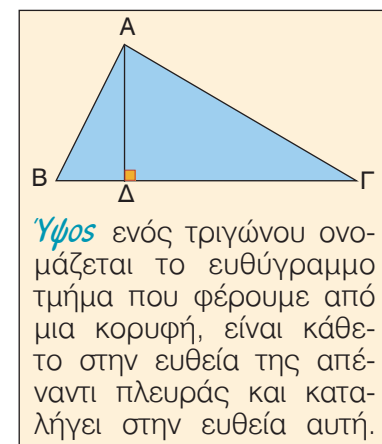 Α
Β
Δ
Γ
Ύψος ενός τριγώνου ονο-
μάζεται το ευθύγραμμο
τμήμα που φέρουμε από
μια κορυφή, είναι κάθε-
το στην ευθεία της απέ-
ναντι πλευράς και κατα-
λήγει στην ευθεία αυτή.